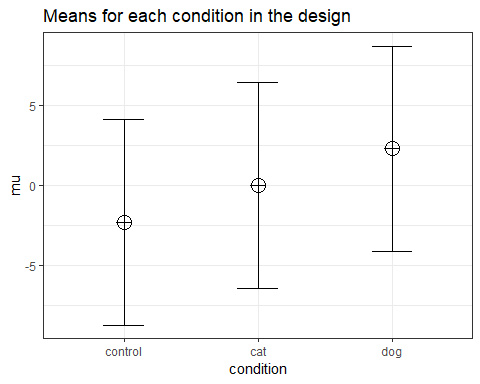 Means for each condition in the design
mu
5
0
-5
control cat dog
condition